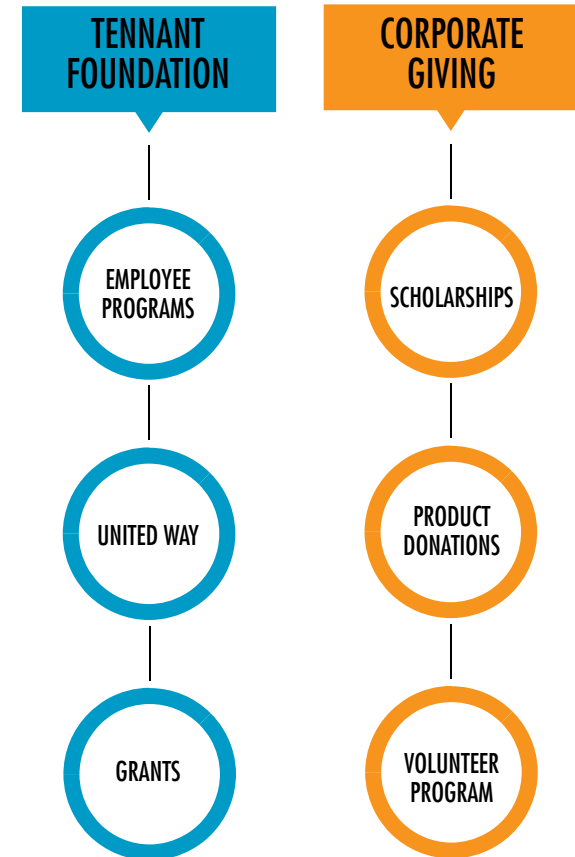 TENNANT
FOUNDATION
EMPLOYEE
PROGRAMS
UNITED WAY
GRANTS
CORPORATE
GIVING
SCHOLARSHIPS
PRODUCT
DONATIONS
VOLUNTEER
PROGRAM